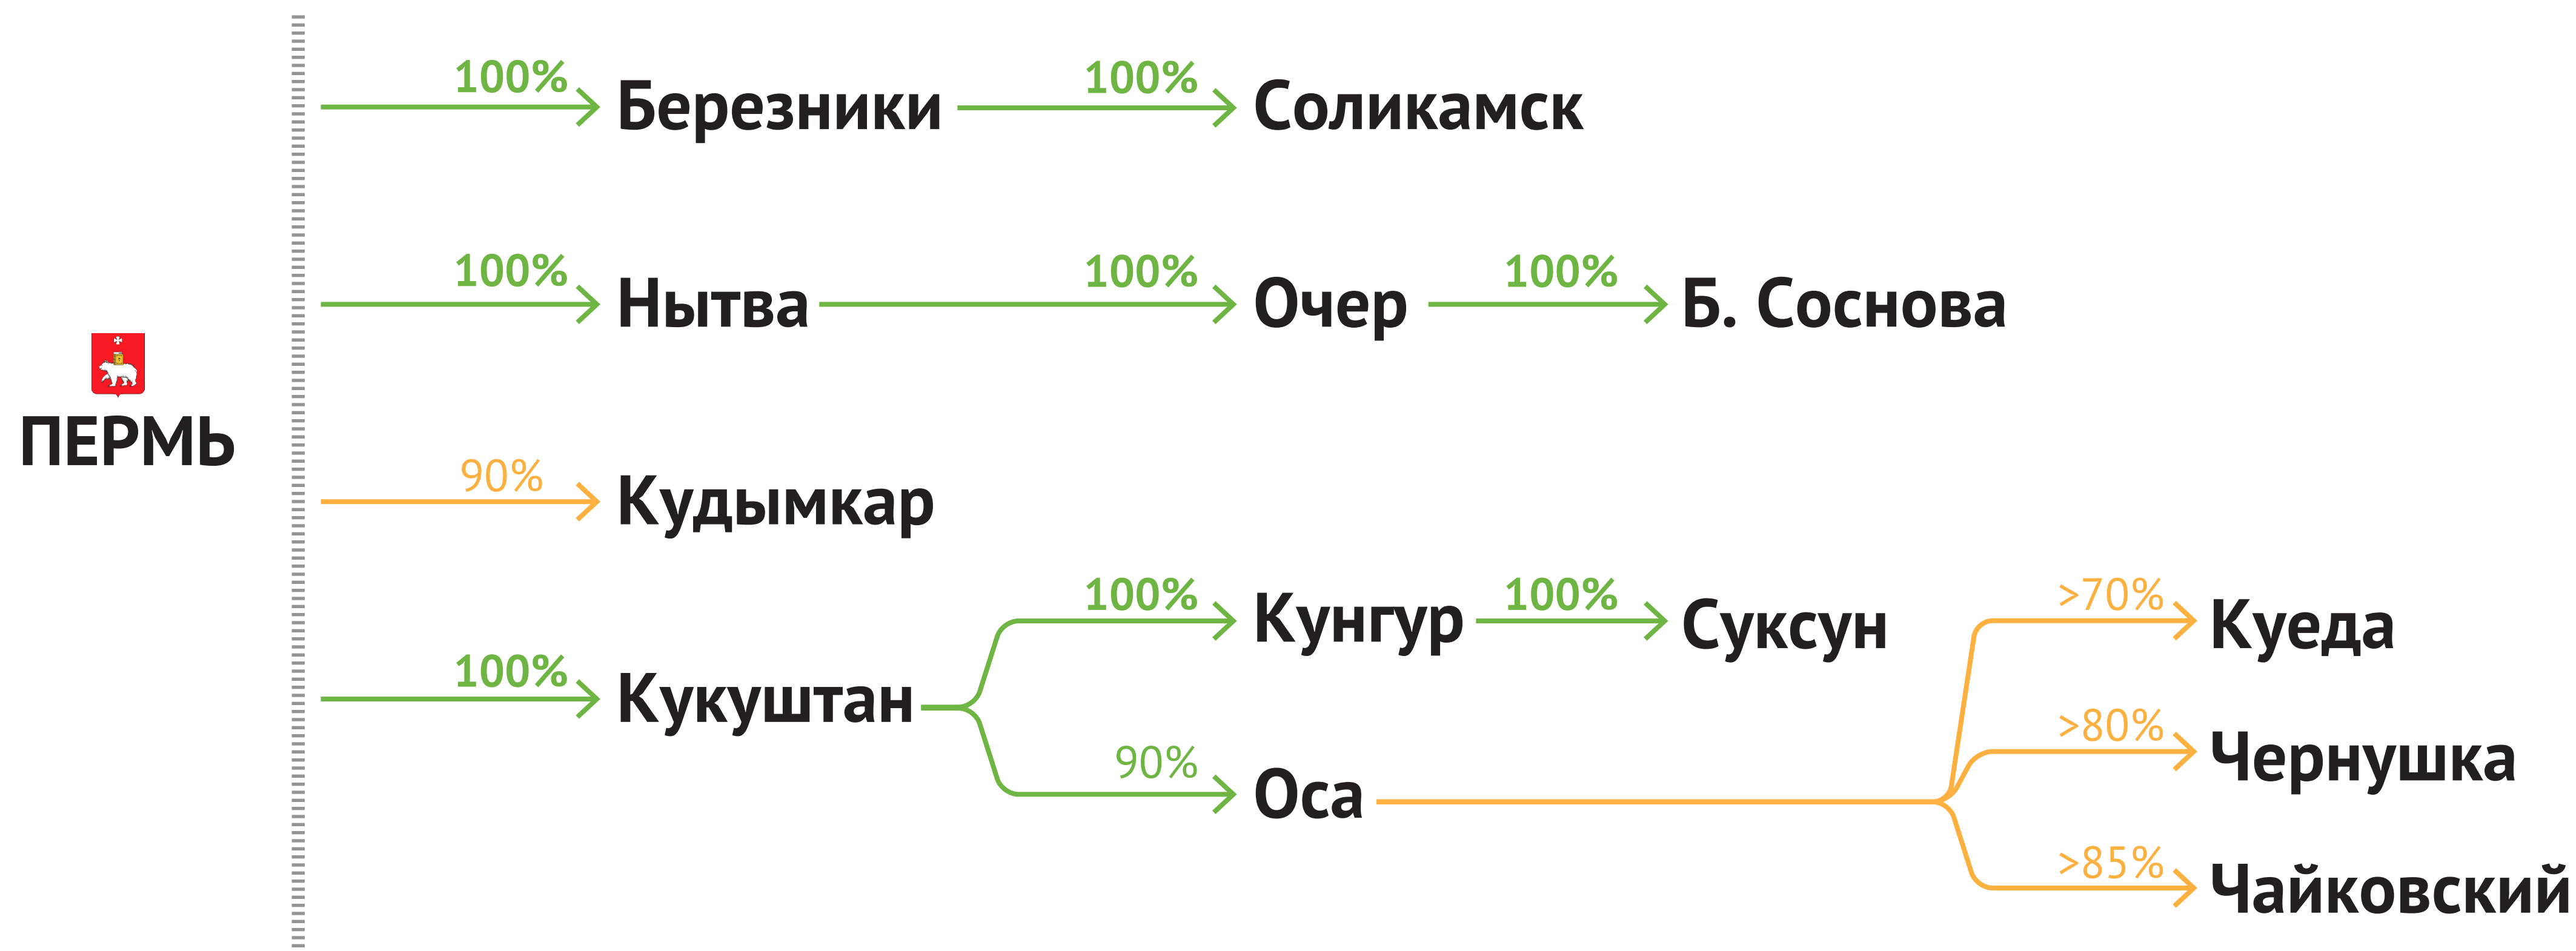 ПЕРМЬ
100% Березники 100% Соликамск
100% Нытва 100% Очер 100% Б. Соснова
90% Кудымкар
100% Кукуштан
100% Кунгур 100% Суксун
90% Оса
>70% Куеда
>80% Чернушка
>85% Чайковский